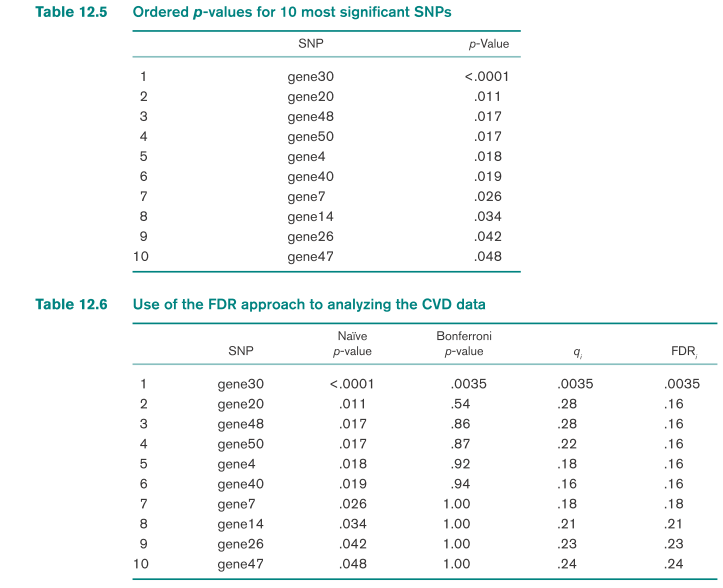 Table 12.5 Ordered p-values for 10 most significant SNPs
SNP p-Value
1 gene30 <.0001
2 gene20 .011
3 gene48 .017
4 gene50 .017
5 gene4 .018
6 gene40 .019
7 gene7 .026
8 gene14 .034
9 gene26 .042
10 gene47 .048
Table 12.6 Use of the FDR approach to analyzing the CVD data
Naïve Bonferroni
SNP p-value p-value qᵢ FDRᵢ
1 gene30 <.0001 .0035 .0035 .0035
2 gene20 .011 .54 .28 .16
3 gene48 .017 .86 .28 .16
4 gene50 .017 .87 .22 .16
5 gene4 .018 .92 .18 .16
6 gene40 .019 .94 .16 .16
7 gene7 .026 1.00 .18 .18
8 gene14 .034 1.00 .21 .21
9 gene26 .042 1.00 .23 .23
10 gene47 .048 1.00 .24 .24